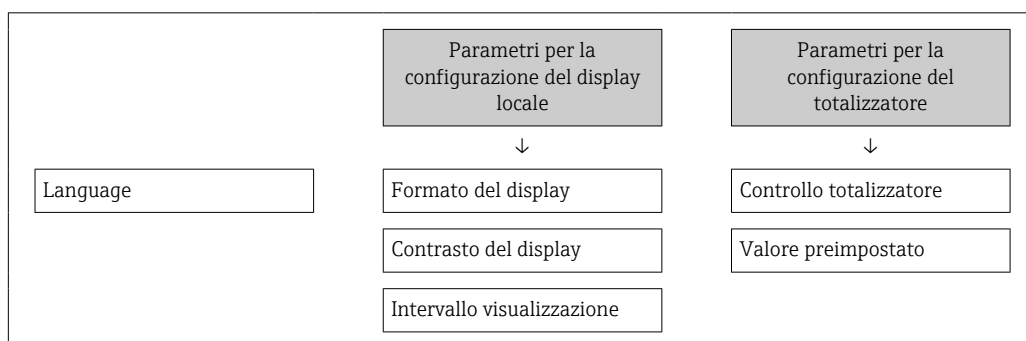 Parametri per la
configurazione del display
locale
Parametri per la
configurazione del
totalizzatore
↓
↓
Language
Formato del display
Controllo totalizzatore
Contrasto del display
Valore preimpostato
Intervallo visualizzazione